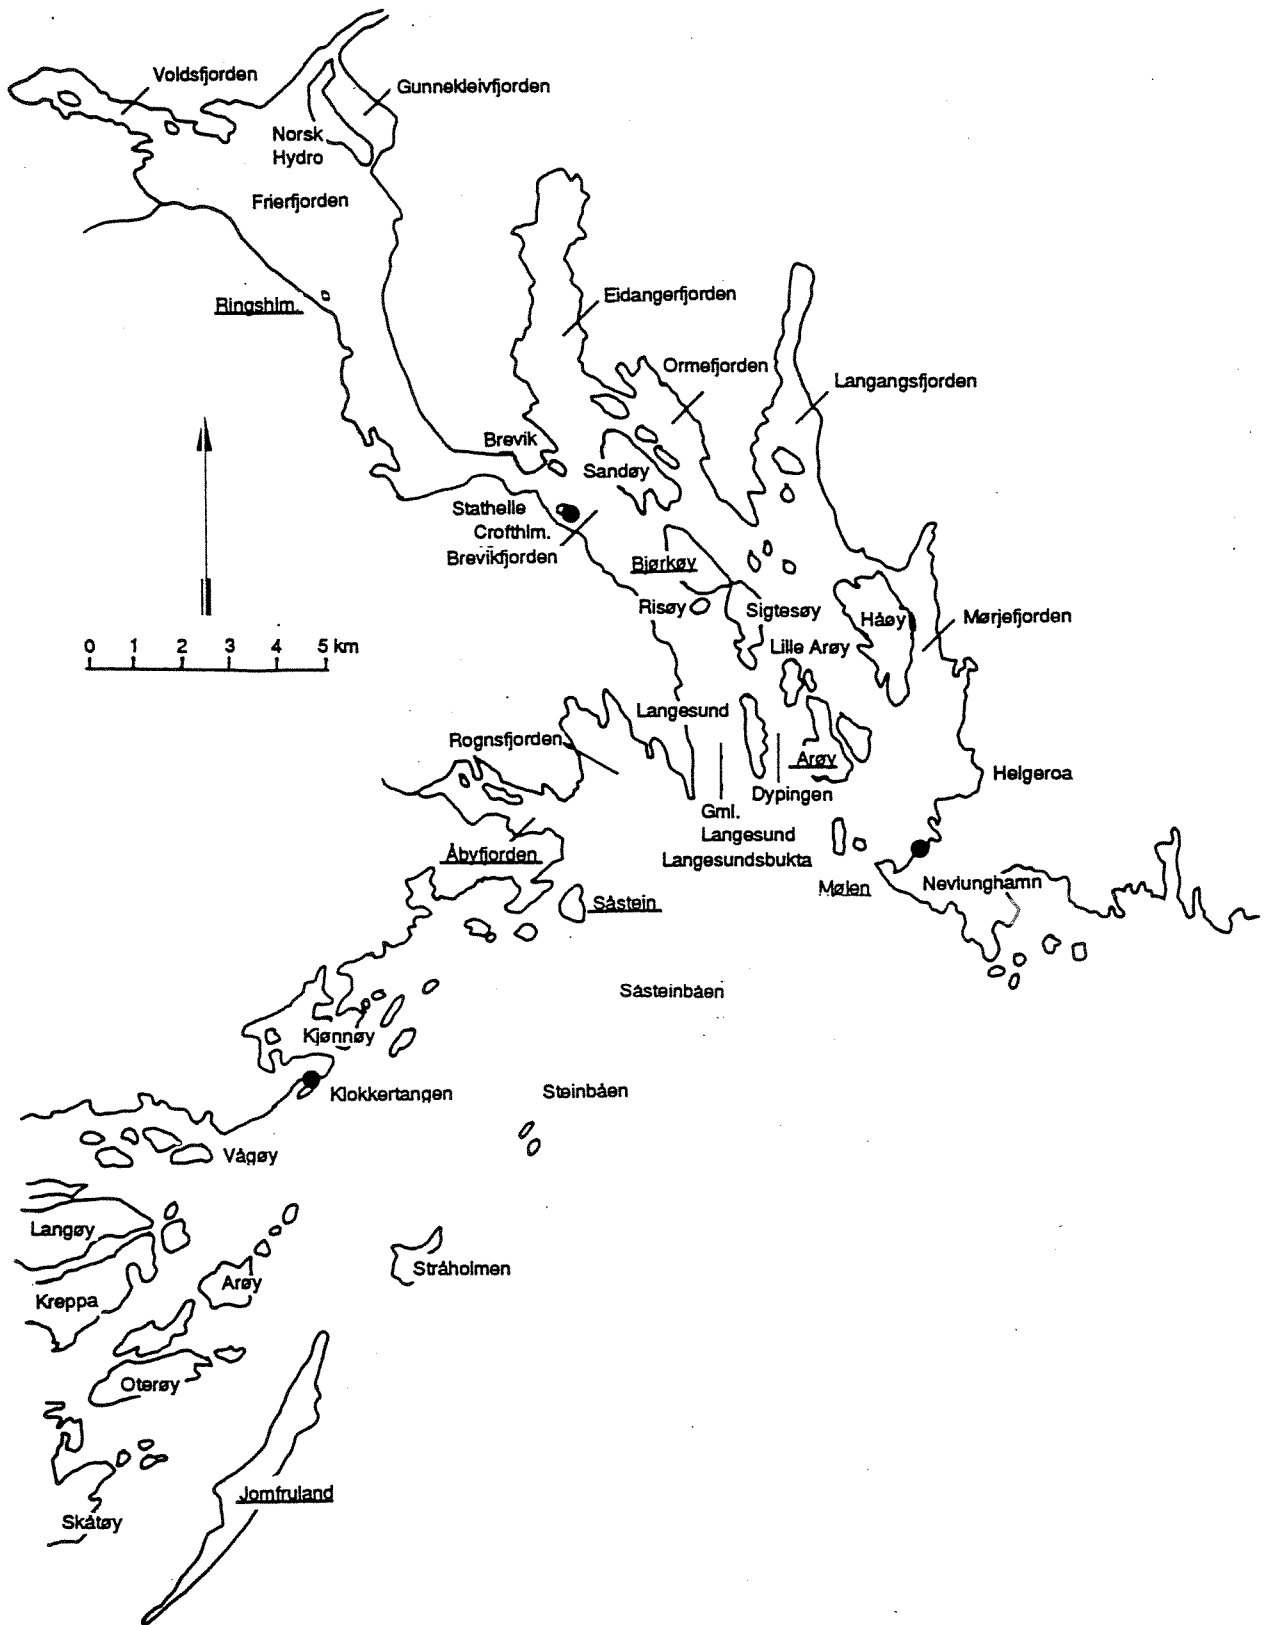 Voldsfjorden
Gunnekleivfjorden
Norsk
Hydro
Frierfjorden
Ringshlm.
Eidangerfjorden
Ormefjorden
Langangsfjorden
Brevik
Sandøy
Stathelle
Crofthlm.
Brevikfjorden
Bjørkøy
Risøy
Sigtesøy
Håøy
Mørjefjorden
Lille Arøy
0 1 2 3 4 5 km
Langesund
Rognsfjorden
Arøy
Helgeroa
Dypingen
Gml.
Langesund
Langesundsbukta
Åbyfjorden
Mølen
Nevlunghamn
Såstein
Såsteinbåen
Kjønnøy
Klokkertangen
Steinbåen
Vågøy
Langøy
Stråholmen
Arøy
Kreppa
Oterøy
Jomfruland
Skåtøy